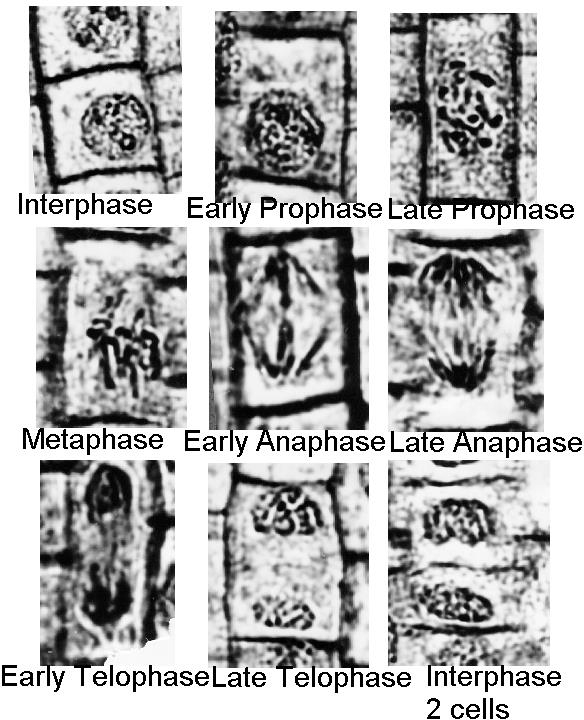 Interphase
Early Prophase
Late Prophase
Metaphase
Early Anaphase
Late Anaphase
Early Telophase
Late Telophase
Interphase
2 cells